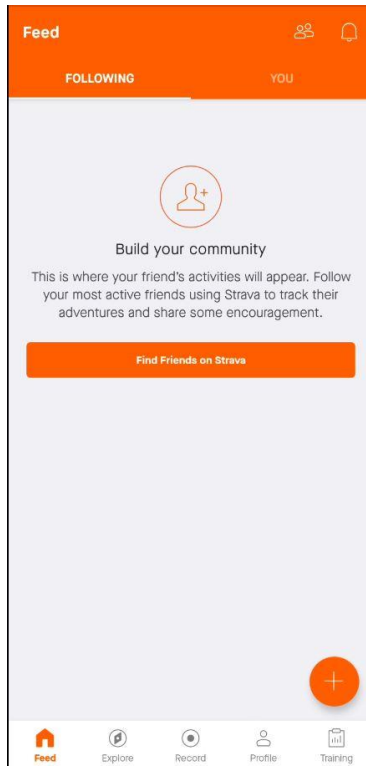 Feed
FOLLOWING
YOU
Build your community
This is where your friend's activities will appear. Follow
your most active friends using Strava to track their
adventures and share some encouragement.
Find Friends on Strava
Feed
Explore
Record
Profile
Training